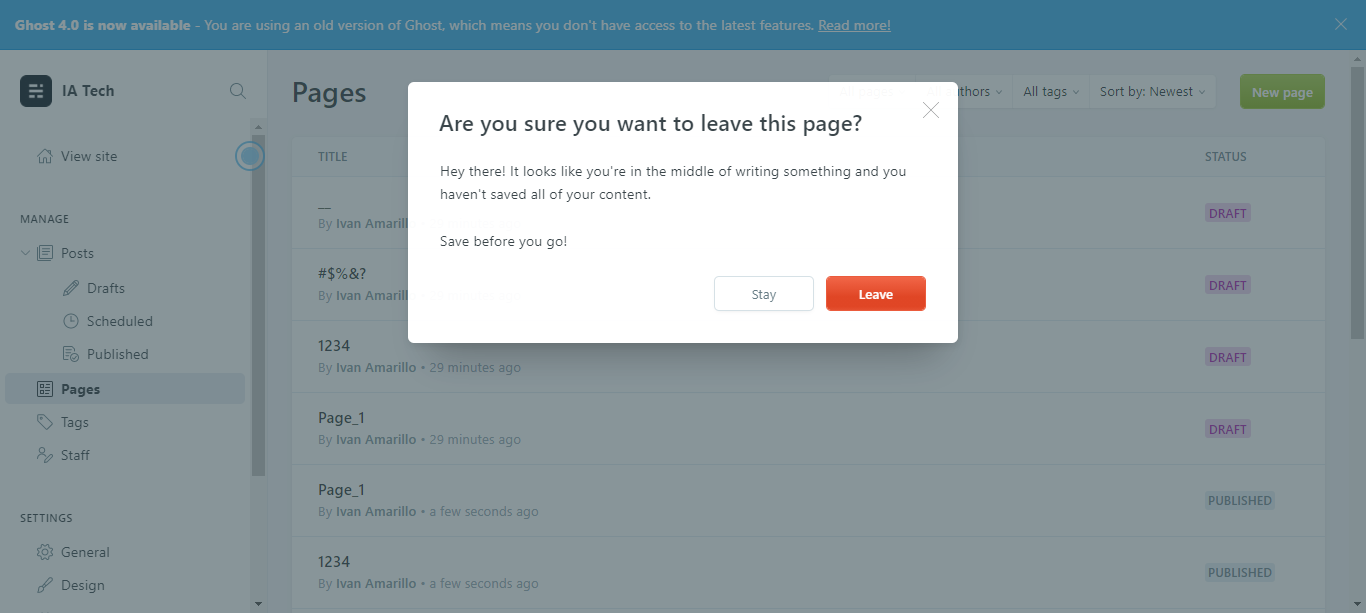 Ghost 4.0 is now available - You are using an old version of Ghost, which means you don't have access to the latest features. Read more!
IA Tech
View site
MANAGE
Posts
Drafts
Scheduled
Published
Pages
Tags
Staff
SETTINGS
General
Design
Pages
All authors
All tags
Sort by: Newest
New page
TITLE
STATUS
By Ivan Amarillo
DRAFT
#$%&?
By Ivan Amarillo
DRAFT
1234
By Ivan Amarillo • 29 minutes ago
DRAFT
Page_1
By Ivan Amarillo • 29 minutes ago
DRAFT
Page_1
By Ivan Amarillo • a few seconds ago
PUBLISHED
1234
By Ivan Amarillo • a few seconds ago
PUBLISHED
Are you sure you want to leave this page?
Hey there! It looks like you're in the middle of writing something and you
haven't saved all of your content.
Save before you go!
Stay
Leave